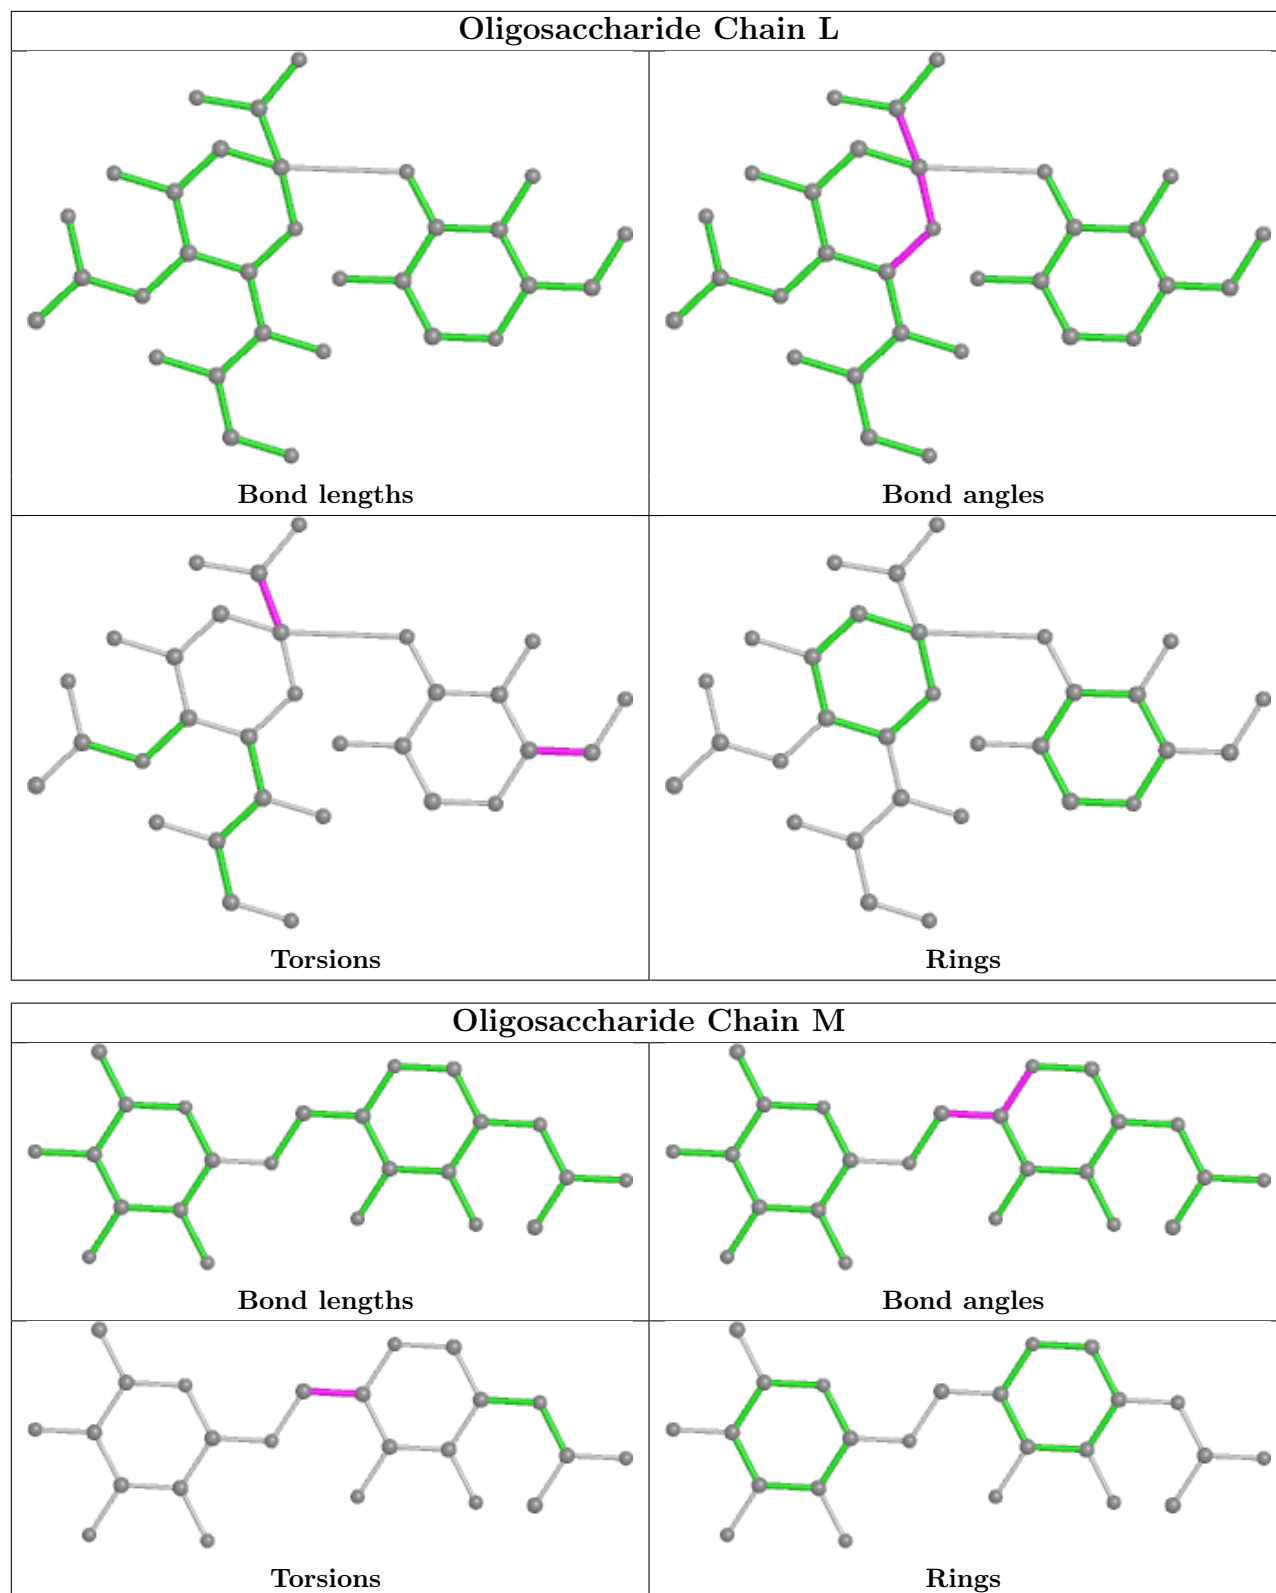 Oligosaccharide Chain L
Bond lengths
Bond angles
Torsions
Rings
Oligosaccharide Chain M
Bond lengths
Bond angles
Torsions
Rings